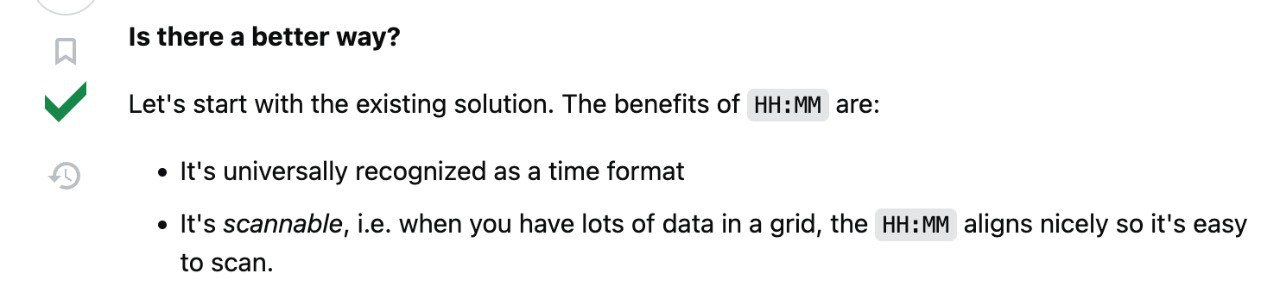 Is there a better way?
Let's start with the existing solution. The benefits of HH:MM are:
• It's universally recognized as a time format
• It's scannable, i.e. when you have lots of data in a grid, the HH:MM aligns nicely so it's easy
to scan.